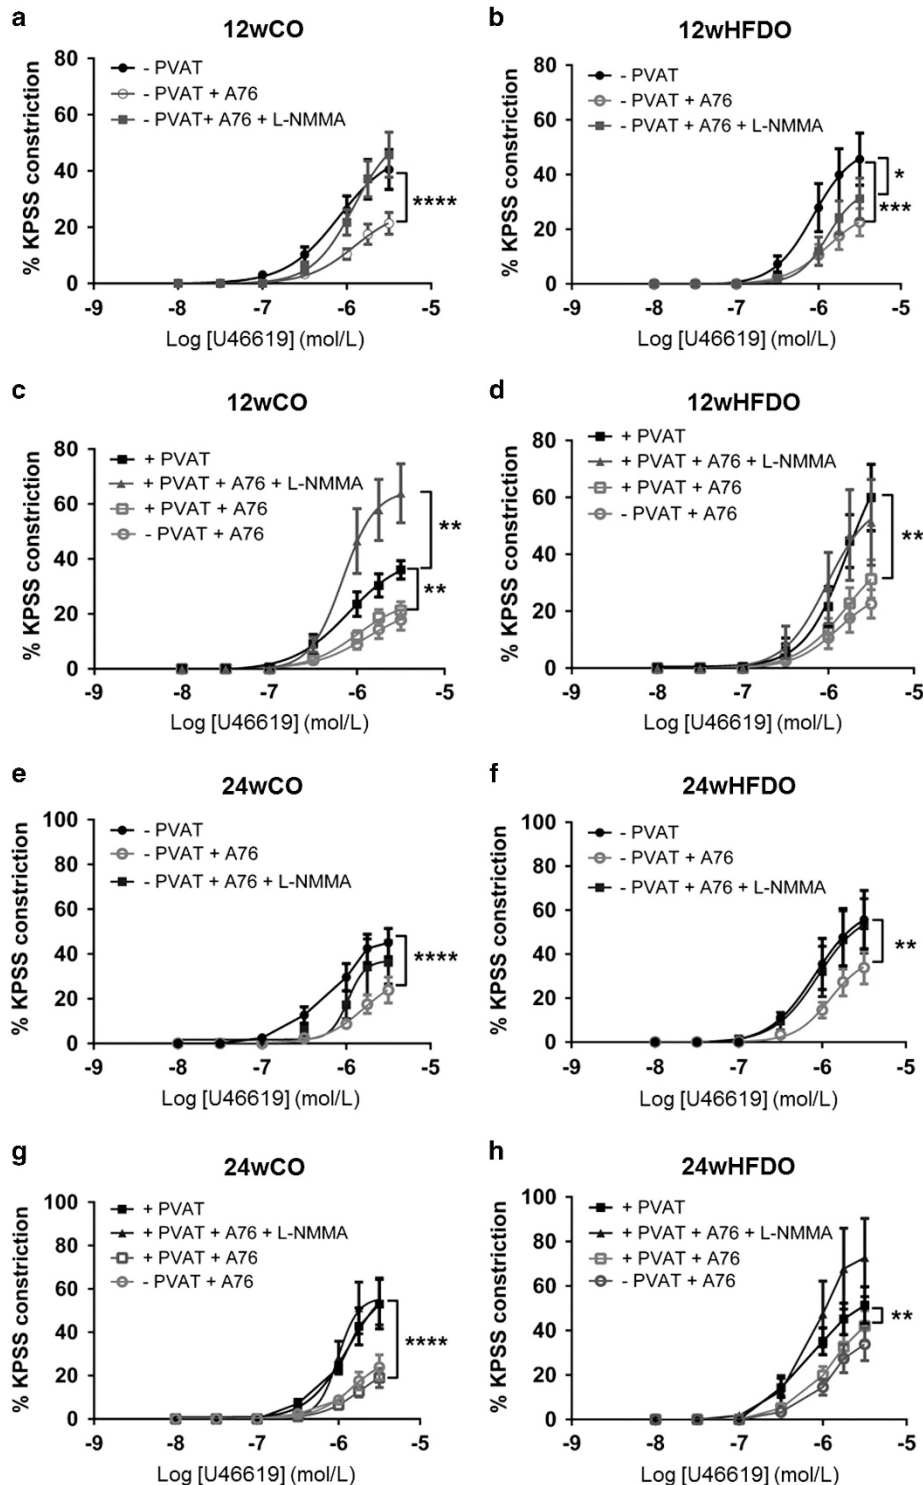 a
12wCO
% KPSS constriction
80
60
40
20
0
- PVAT
- PVAT + A76
- PVAT+ A76 + L-NMMA
****
-9 -8 -7 -6 -5
Log [U46619] (mol/L)
b
12wHFDO
% KPSS constriction
80
60
40
20
0
- PVAT
- PVAT + A76
- PVAT + A76 + L-NMMA
*
***
-9 -8 -7 -6 -5
Log [U46619] (mol/L)
c
12wCO
% KPSS constriction
80
60
40
20
0
+ PVAT
+ PVAT + A76 + L-NMMA
+ PVAT + A76
- PVAT + A76
**
**
-9 -8 -7 -6 -5
Log [U46619] (mol/L)
d
12wHFDO
% KPSS constriction
80
60
40
20
0
+ PVAT
+ PVAT + A76 + L-NMMA
+ PVAT + A76
- PVAT + A76
**
-9 -8 -7 -6 -5
Log [U46619] (mol/L)
e
24wCO
% KPSS constriction
100
80
60
40
20
0
- PVAT
- PVAT + A76
- PVAT + A76 + L-NMMA
****
-9 -8 -7 -6 -5
Log [U46619] (mol/L)
f
24wHFDO
% KPSS constriction
100
80
60
40
20
0
- PVAT
- PVAT + A76
- PVAT + A76 + L-NMMA
**
-9 -8 -7 -6 -5
Log [U46619] (mol/L)
g
24wCO
% KPSS constriction
100
80
60
40
20
0
+ PVAT
+ PVAT + A76 + L-NMMA
+ PVAT + A76
- PVAT + A76
****
-9 -8 -7 -6 -5
Log [U46619] (mol/L)
h
24wHFDO
% KPSS constriction
100
80
60
40
20
0
+ PVAT
+ PVAT + A76 + L-NMMA
+ PVAT + A76
- PVAT + A76
**
-9 -8 -7 -6 -5
Log [U46619] (mol/L)